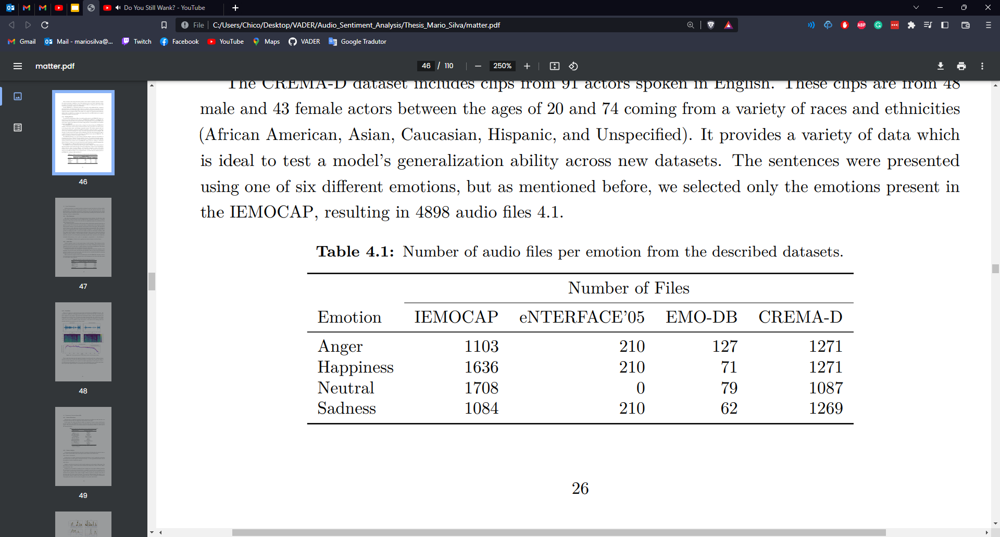 Do You Still Wank? - YouTube
File C:/Users/Chico/Desktop/VADER/Audio_Sentiment_Analysis/Thesis_Mario_Silva/matter.pdf
Gmail Mail - mariosilva@... Twitch Facebook YouTube Maps VADER Google Tradutor
matter.pdf 46 / 110 250%
46
47
48
49
The CREMA-D dataset includes clips from 91 actors spoken in English. These clips are from 48
male and 43 female actors between the ages of 20 and 74 coming from a variety of races and ethnicities
(African American, Asian, Caucasian, Hispanic, and Unspecified). It provides a variety of data which
is ideal to test a model's generalization ability across new datasets. The sentences were presented
using one of six different emotions, but as mentioned before, we selected only the emotions present in
the IEMOCAP, resulting in 4898 audio files 4.1.
Table 4.1: Number of audio files per emotion from the described datasets.
Number of Files
Emotion IEMOCAP eNTERFACE'05 EMO-DB CREMA-D
Anger 1103 210 127 1271
Happiness 1636 210 71 1271
Neutral 1708 0 79 1087
Sadness 1084 210 62 1269
26